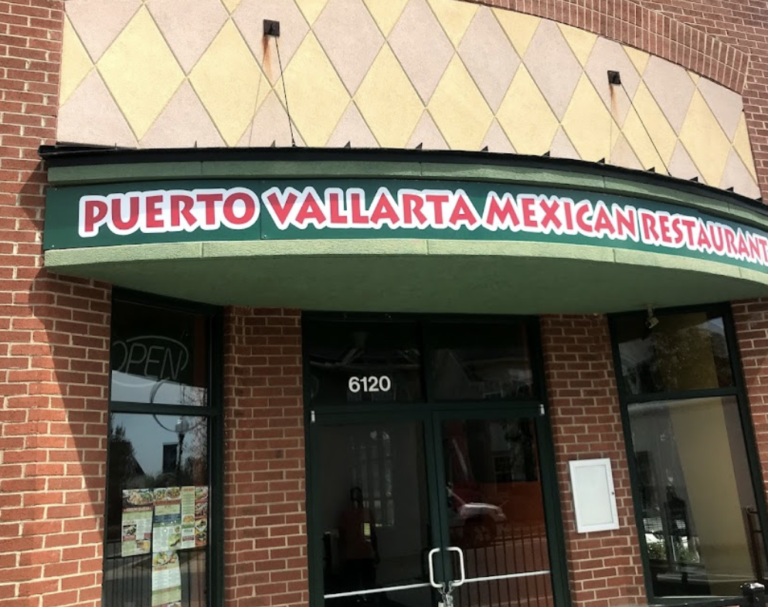 PUERTO VALLARTA MEXICAN RESTAURANT
OPEN
6120